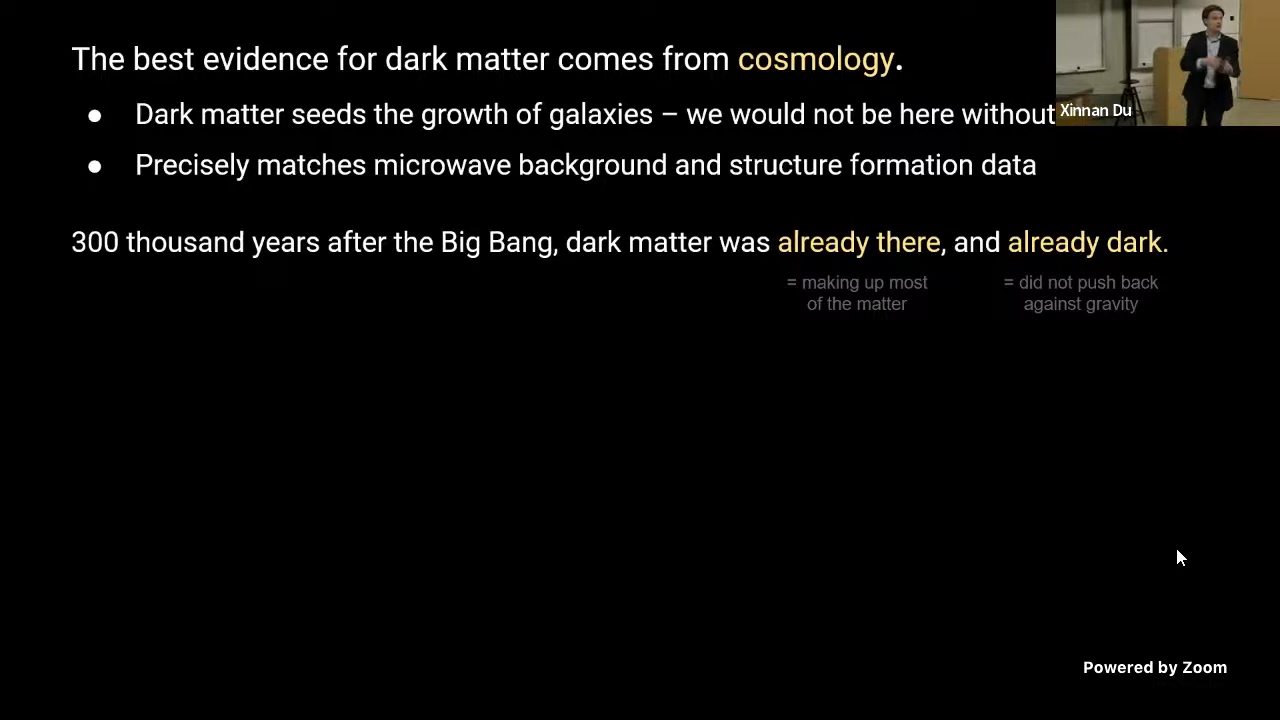 The best evidence for dark matter comes from cosmology.
● Dark matter seeds the growth of galaxies – we would not be here without
● Precisely matches microwave background and structure formation data
300 thousand years after the Big Bang, dark matter was already there, and already dark.
= making up most
of the matter
= did not push back
against gravity
Xinnan Du
Powered by Zoom